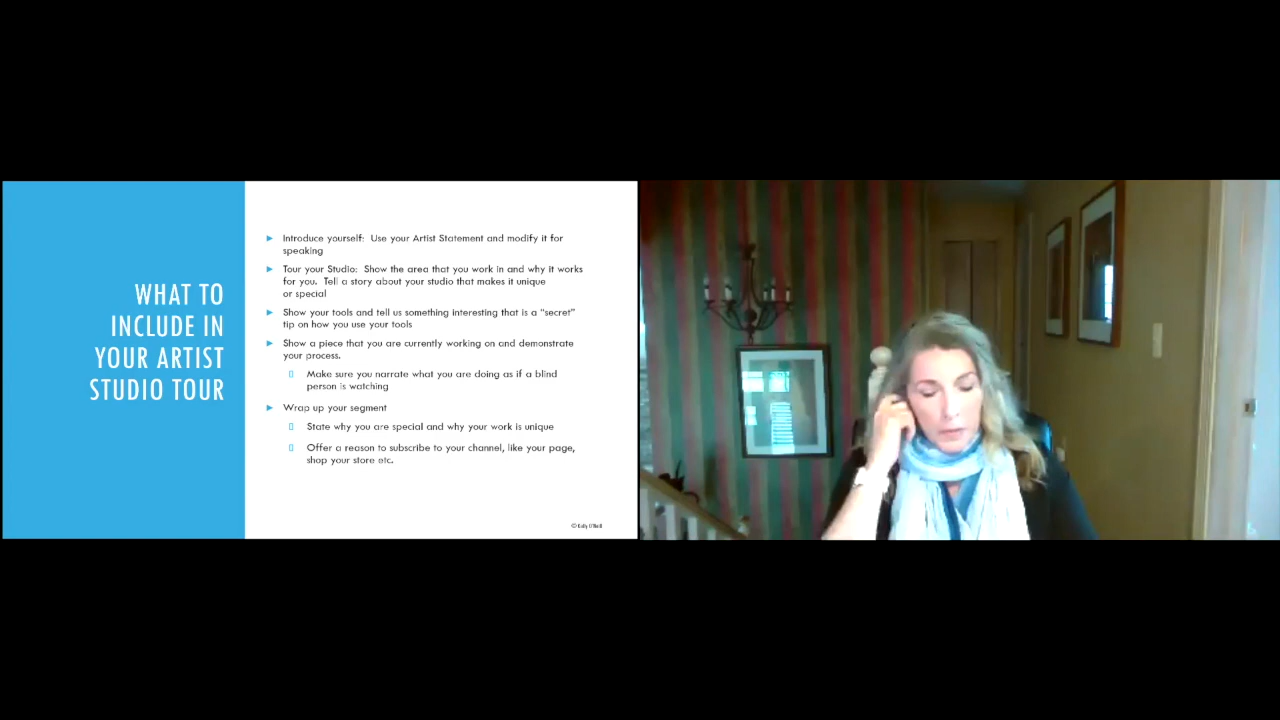 WHAT TO
INCLUDE IN
YOUR ARTIST
STUDIO TOUR
Introduce yourself: Use your Artist Statement and modify it for
speaking
Tour your Studio: Show the area that you work in and why it works
for you. Tell a story about your studio that makes it unique
or special
Show your tools and tell us something interesting that is a "secret"
tip on how you use your tools
Show a piece that you are currently working on and demonstrate
your process.
Make sure you narrate what you are doing as if a blind
person is watching
Wrap up your segment
State why you are special and why your work is unique
Offer a reason to subscribe to your channel, like your page,
shop your store etc.
©